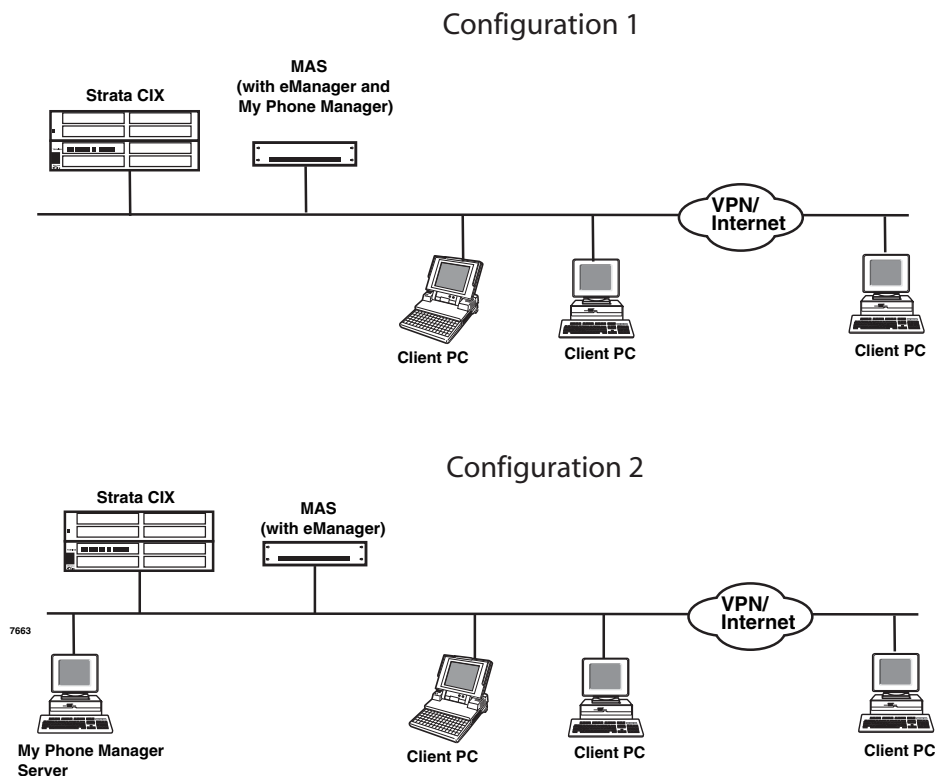 Configuration 1
MAS
(with eManager and
My Phone Manager)
Strata CIX
VPN/
Internet
Client PC
Client PC
Client PC
Configuration 2
Strata CIX
MAS
(with eManager)
VPN/
Internet
7663
My Phone Manager
Server
Client PC
Client PC
Client PC